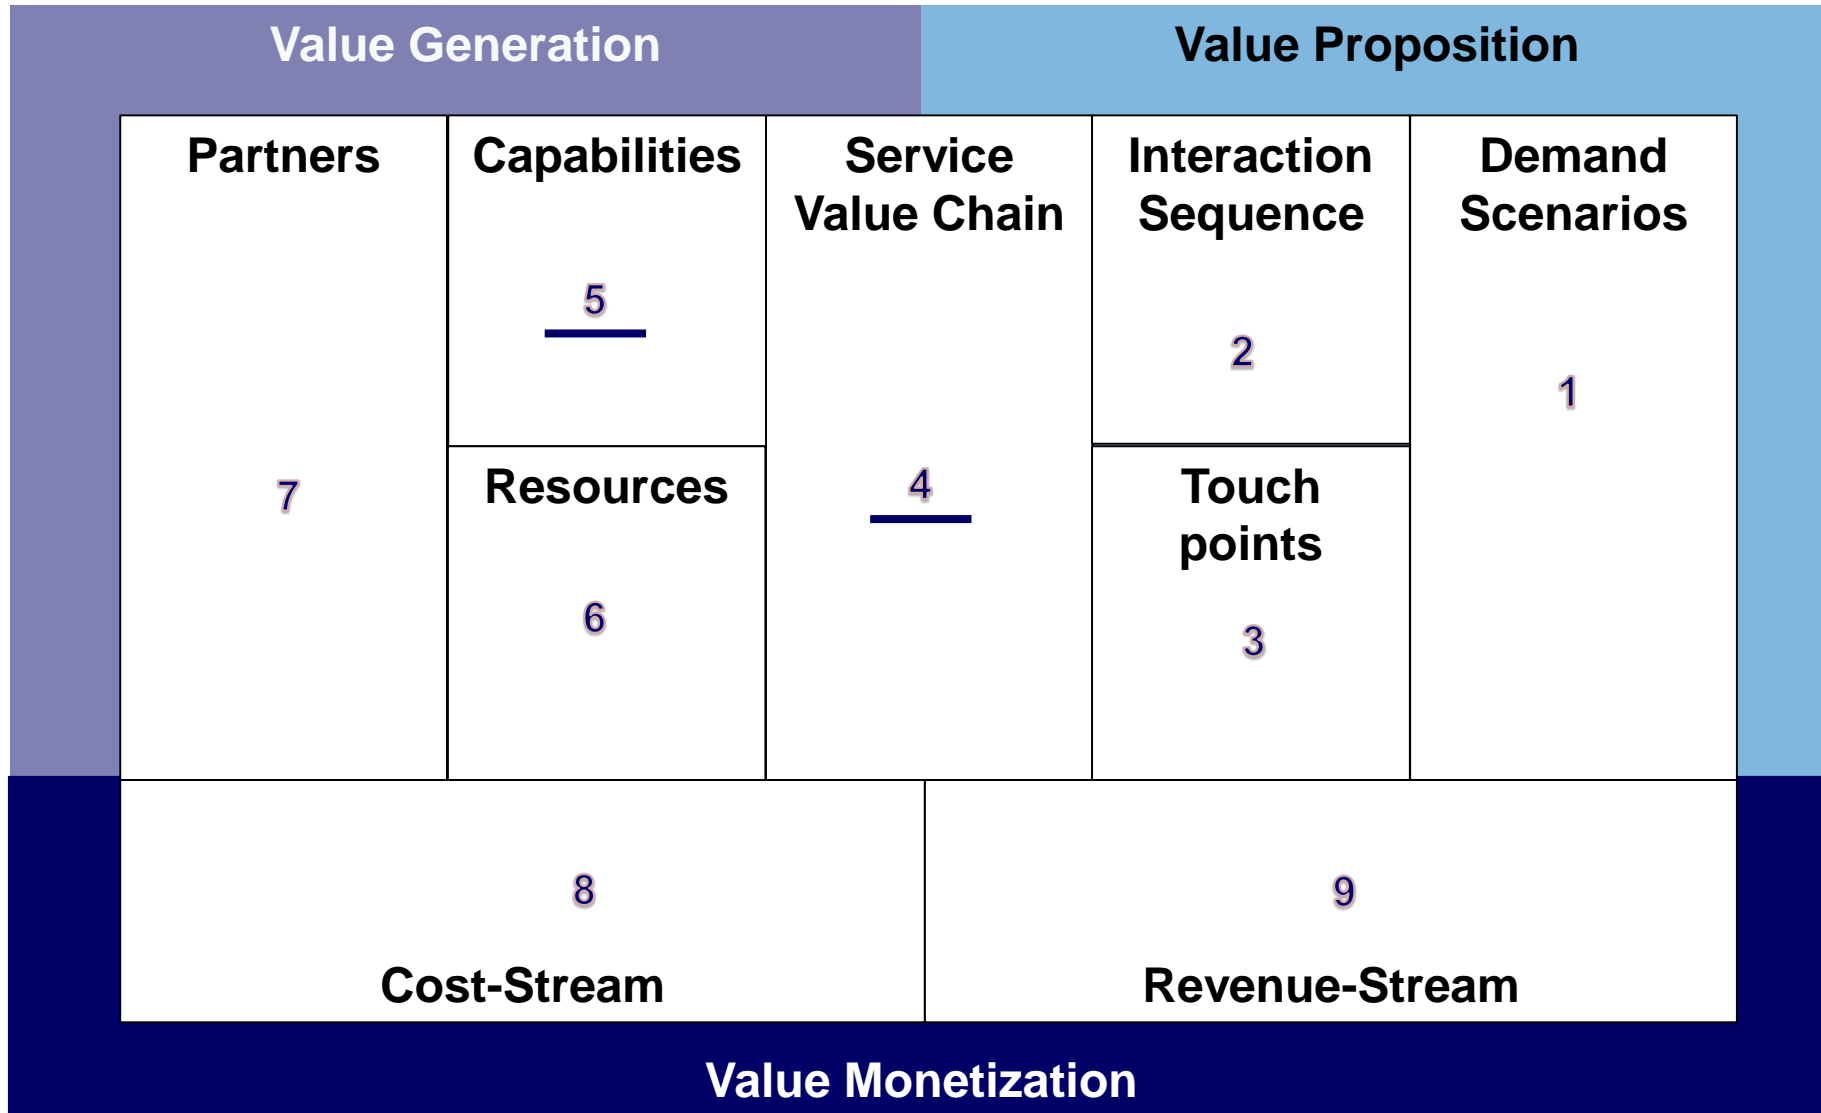 Value Generation
Value Proposition
Partners
7
Capabilities
5
Resources
6
Service
Value Chain
4
Interaction
Sequence
2
Touch
points
3
Demand
Scenarios
1
8
Cost-Stream
9
Revenue-Stream
Value Monetization